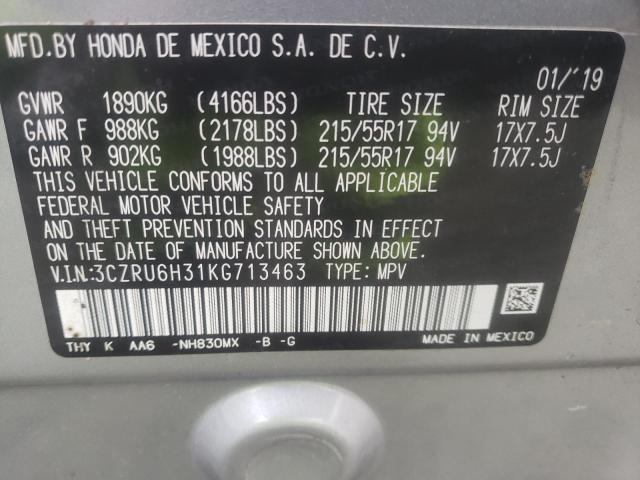 MFD.BY HONDA DE MEXICO S.A. DE C.V.
01/'19
GVWR 1890KG (4166LBS) TIRE SIZE RIM SIZE
GAWR F 988KG (2178LBS) 215/55R17 94V 17X7.5J
GAWR R 902KG (1988LBS) 215/55R17 94V 17X7.5J
THIS VEHICLE CONFORMS TO ALL APPLICABLE
FEDERAL MOTOR VEHICLE SAFETY
AND THEFT PREVENTION STANDARDS IN EFFECT
ON THE DATE OF MANUFACTURE SHOWN ABOVE.
V.I.N:3CZRU6H31KG713463 TYPE: MPV
THY K AA6 -NH830MX -B -G MADE IN MEXICO